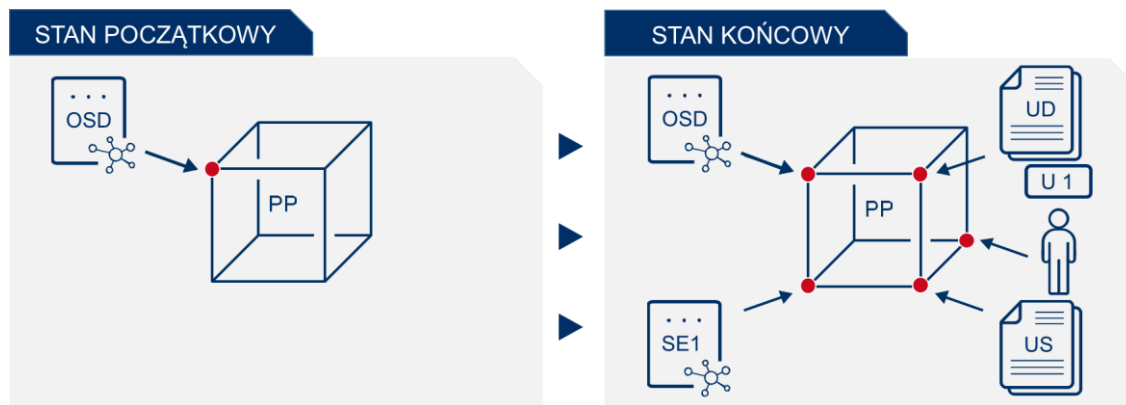 STAN POCZĄTKOWY
OSD
PP
STAN KOŃCOWY
OSD
UD
U 1
PP
SE1
US